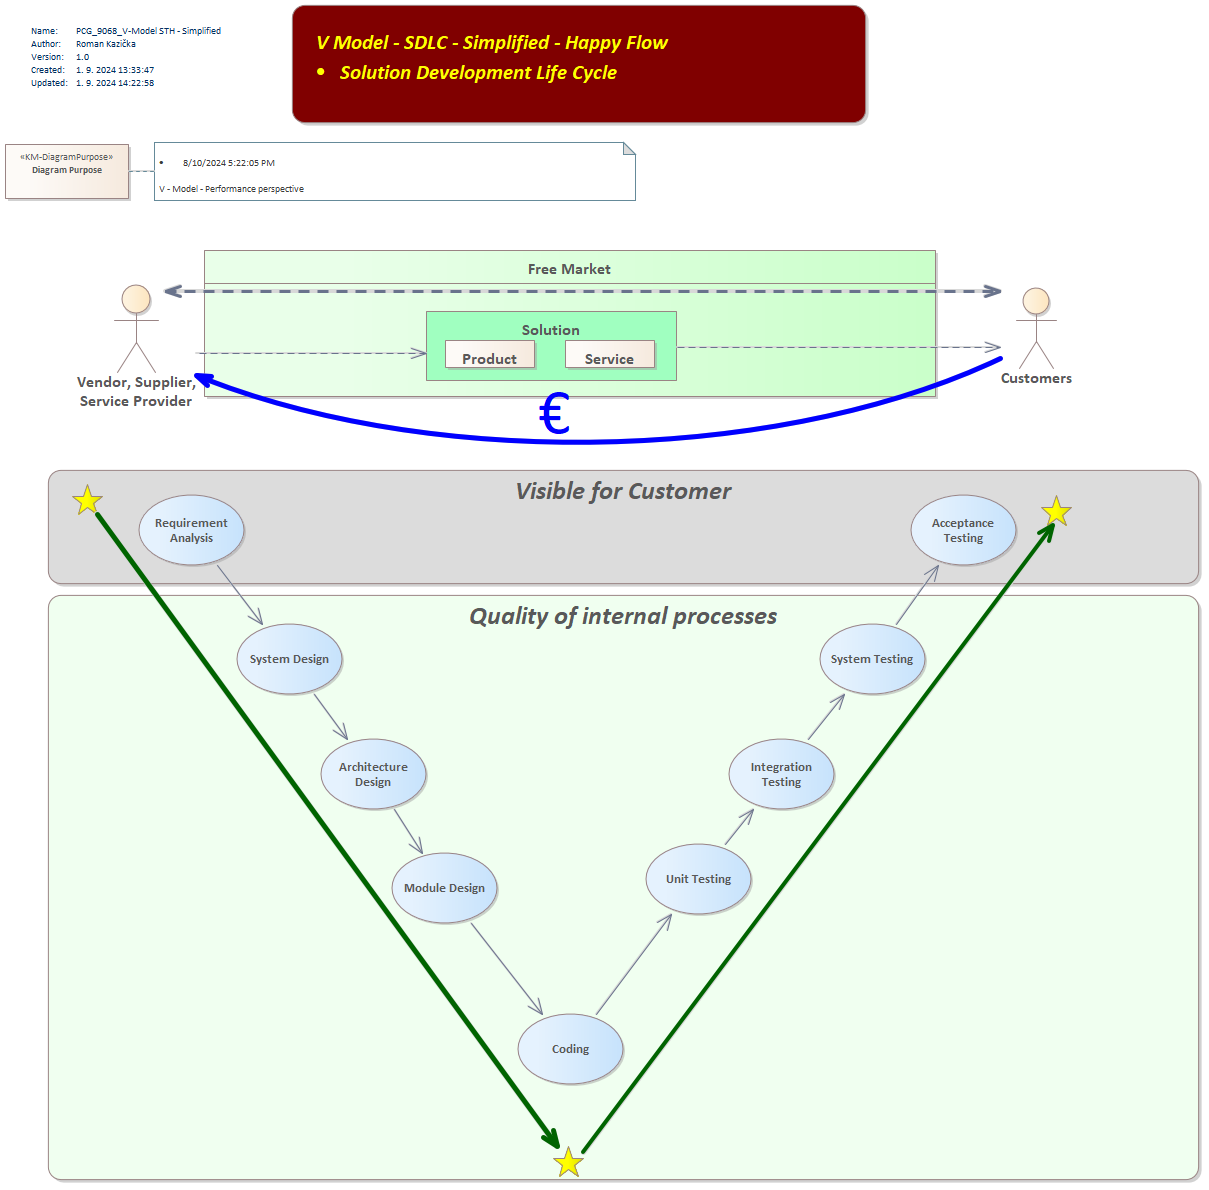 Name: PCG_9068_V-Model STH - Simplified
Author: Roman Kazička
Version: 1.0
Created: 1. 9. 2024 13:33:47
Updated: 1. 9. 2024 14:22:58
V Model - SDLC - Simplified - Happy Flow
• Solution Development Life Cycle
«KM-DiagramPurpose»
Diagram Purpose
• 8/10/2024 5:22:05 PM
V - Model - Performance perspective
Free Market
Solution
Product
Service
Vendor, Supplier,
Service Provider
Customers
€
Visible for Customer
Requirement
Analysis
Acceptance
Testing
Quality of internal processes
System Design
System Testing
Architecture
Design
Integration
Testing
Module Design
Unit Testing
Coding